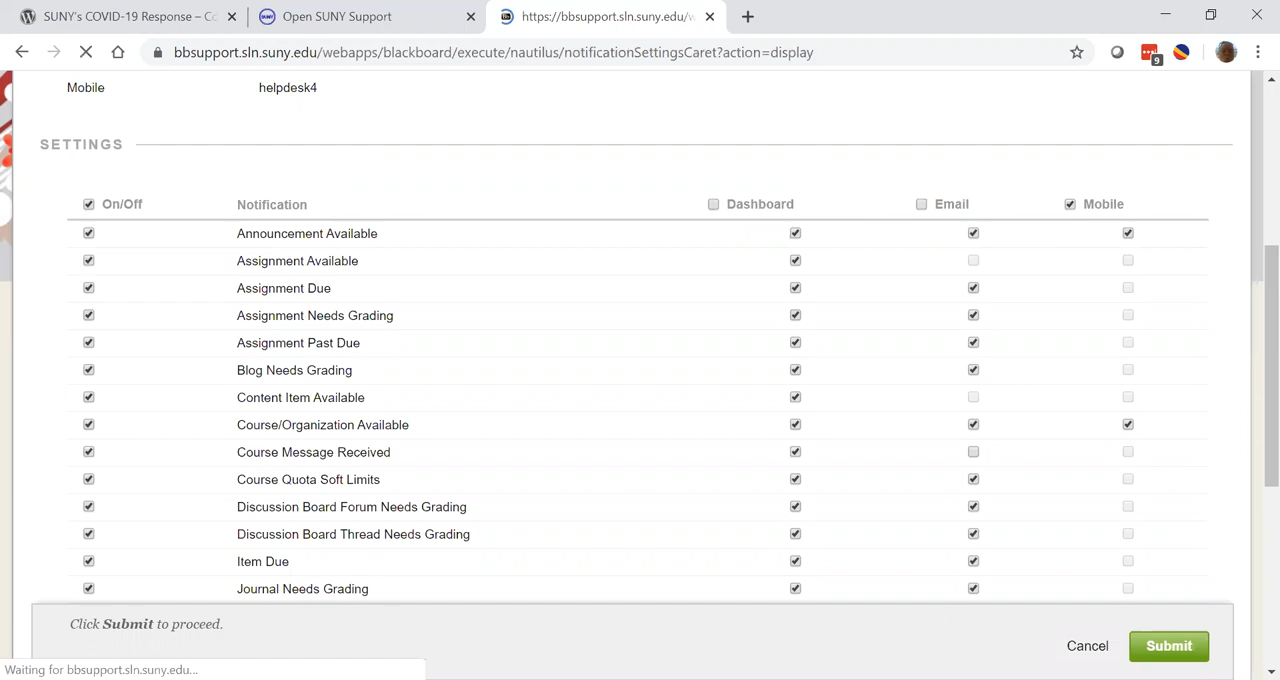 SUNY's COVID-19 Response – Co
Open SUNY Support
https://bbsupport.sln.suny.edu/w
bbsupport.sln.suny.edu/webapps/blackboard/execute/nautilus/notificationSettingsCaret?action=display
9
Mobile helpdesk4
SETTINGS
On/Off Notification Dashboard Email Mobile
Announcement Available
Assignment Available
Assignment Due
Assignment Needs Grading
Assignment Past Due
Blog Needs Grading
Content Item Available
Course/Organization Available
Course Message Received
Course Quota Soft Limits
Discussion Board Forum Needs Grading
Discussion Board Thread Needs Grading
Item Due
Journal Needs Grading
Click Submit to proceed.
Cancel Submit
Waiting for bbsupport.sln.suny.edu...